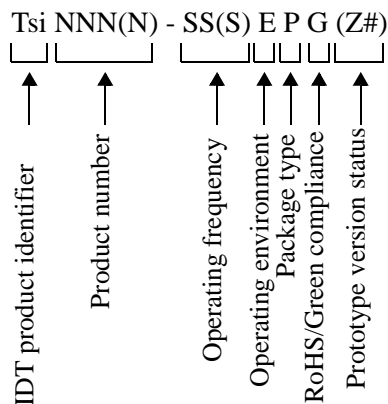 Tsi NNN(N) - SS(S) E P G (Z#)
IDT product identifier
Product number
Operating frequency
Operating environment
Package type
RoHS/Green compliance
Prototype version status